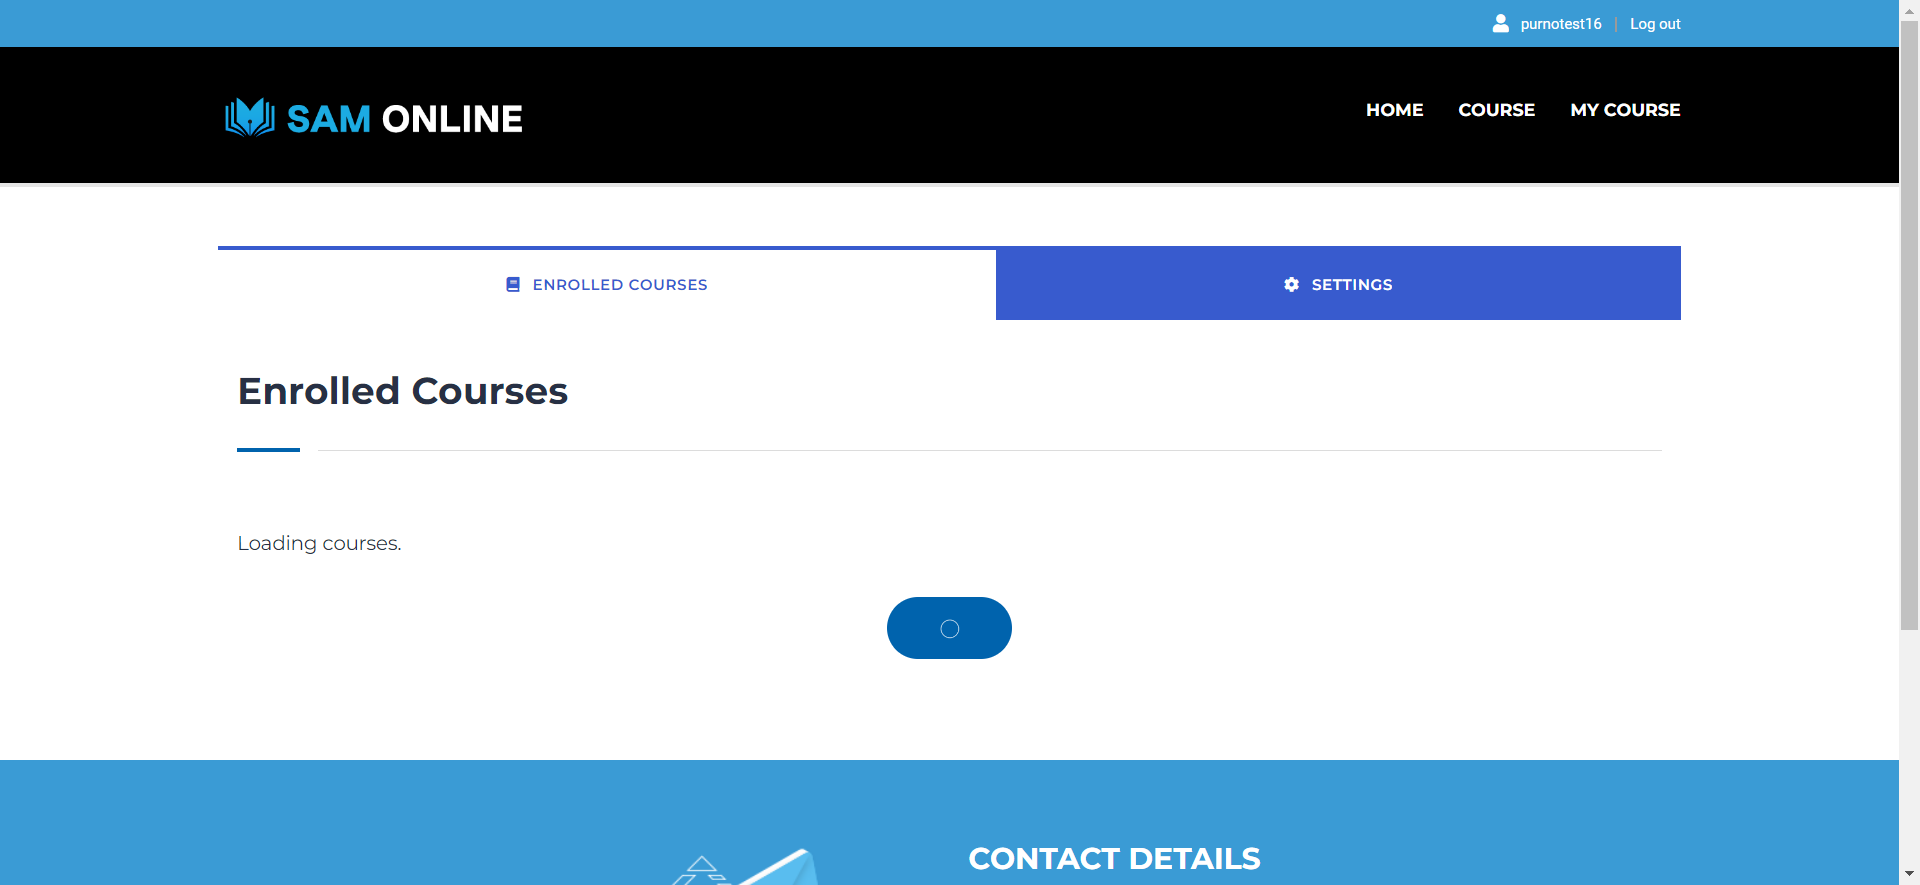 purnotest16 | Log out
SAM ONLINE
HOME COURSE MY COURSE
ENROLLED COURSES
SETTINGS
Enrolled Courses
Loading courses.
CONTACT DETAILS